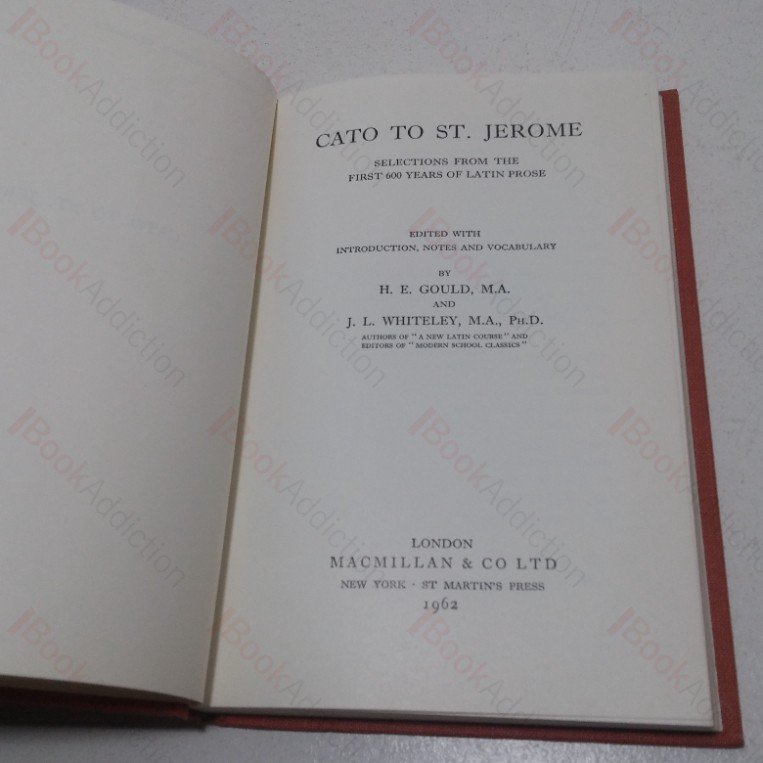 CATO TO ST. JEROME
SELECTIONS FROM THE
FIRST 600 YEARS OF LATIN PROSE
EDITED WITH
INTRODUCTION, NOTES AND VOCABULARY
BY
H. E. GOULD, M.A.
AND
J. L. WHITELEY, M.A., PH.D.
AUTHORS OF "A NEW LATIN COURSE" AND
EDITORS OF "MODERN SCHOOL CLASSICS"
LONDON
MACMILLAN & CO LTD
NEW YORK · ST MARTIN'S PRESS
1962
BookAddiction